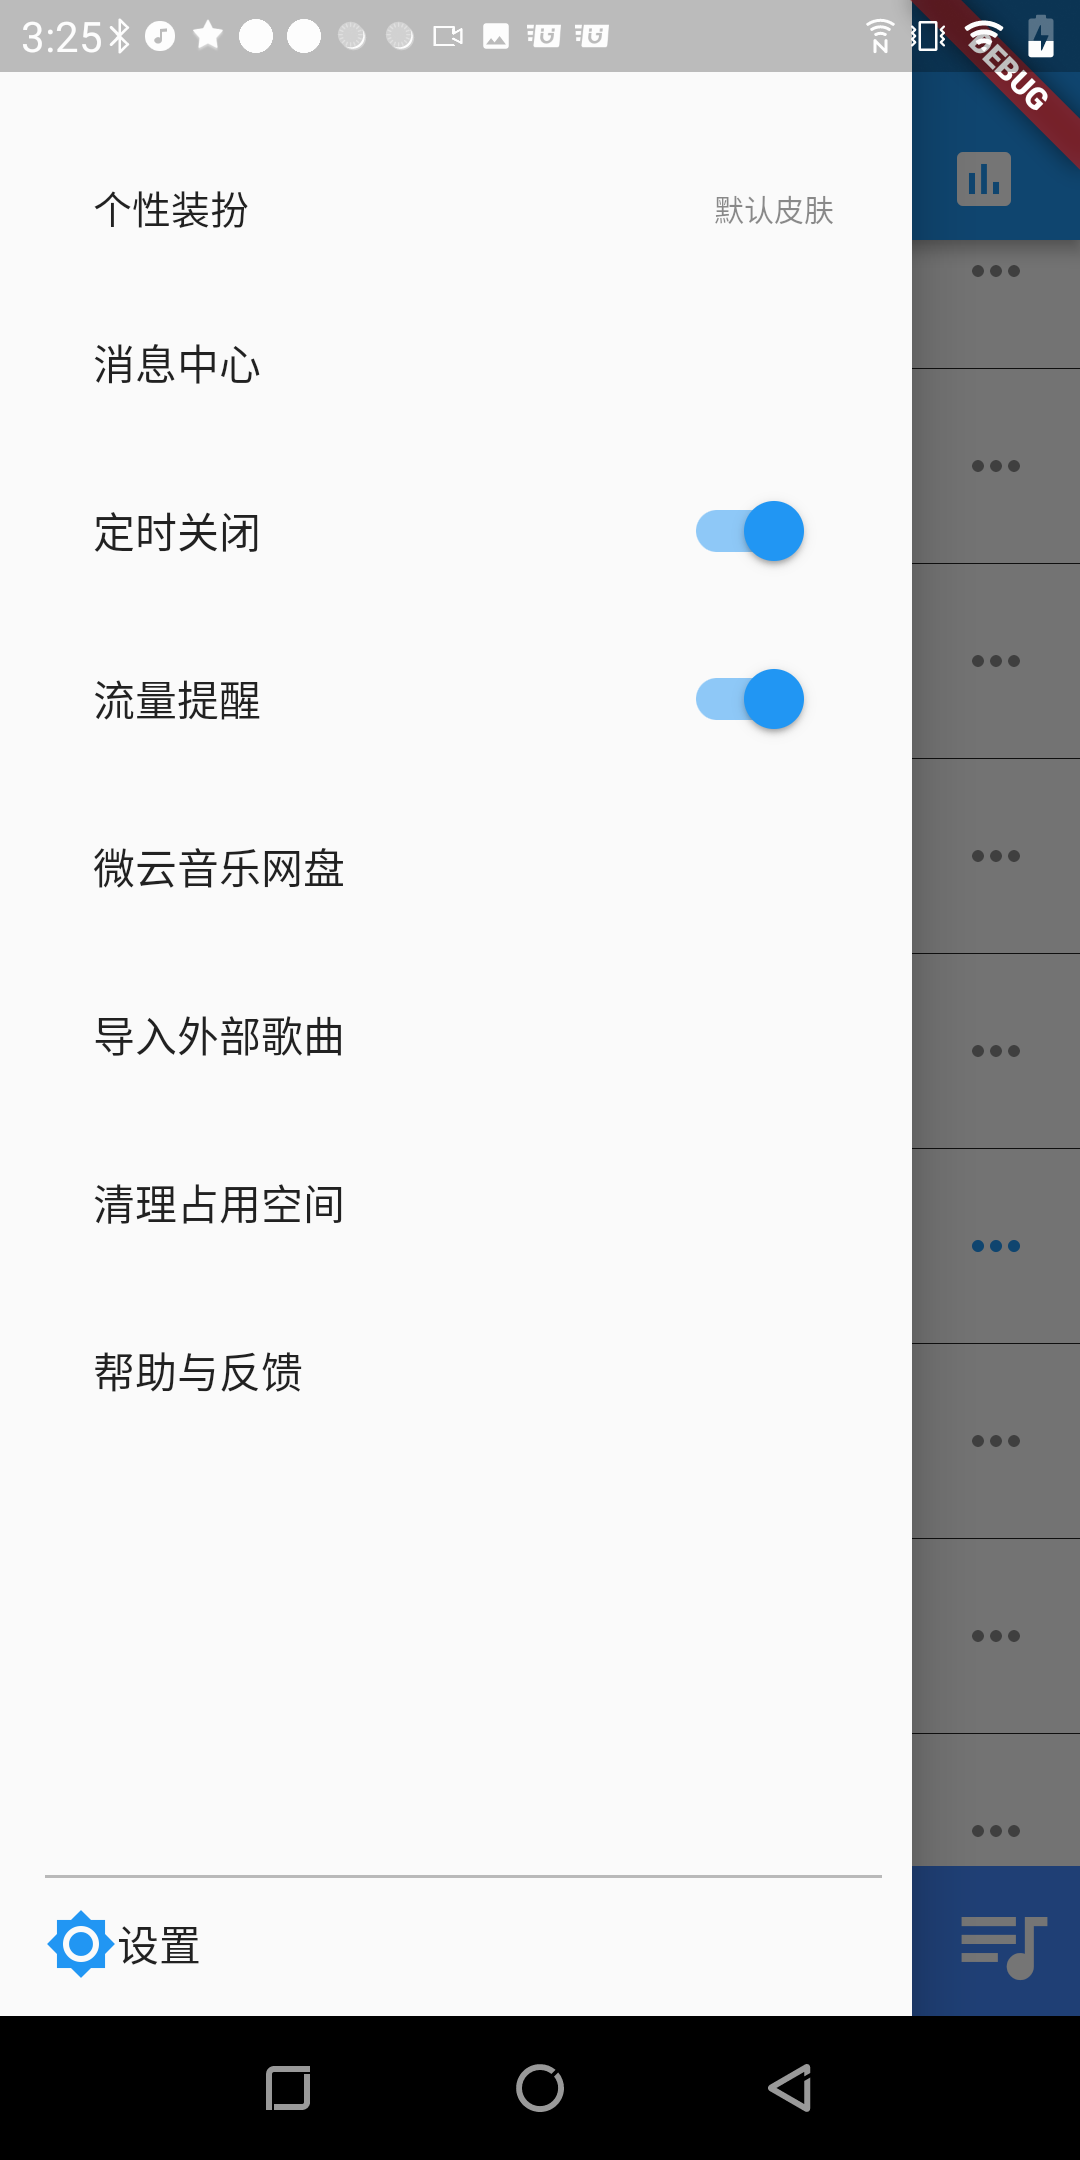 3:25
N
DEBUG
个性装扮
默认皮肤
消息中心
定时关闭
流量提醒
微云音乐网盘
导入外部歌曲
清理占用空间
帮助与反馈
设置